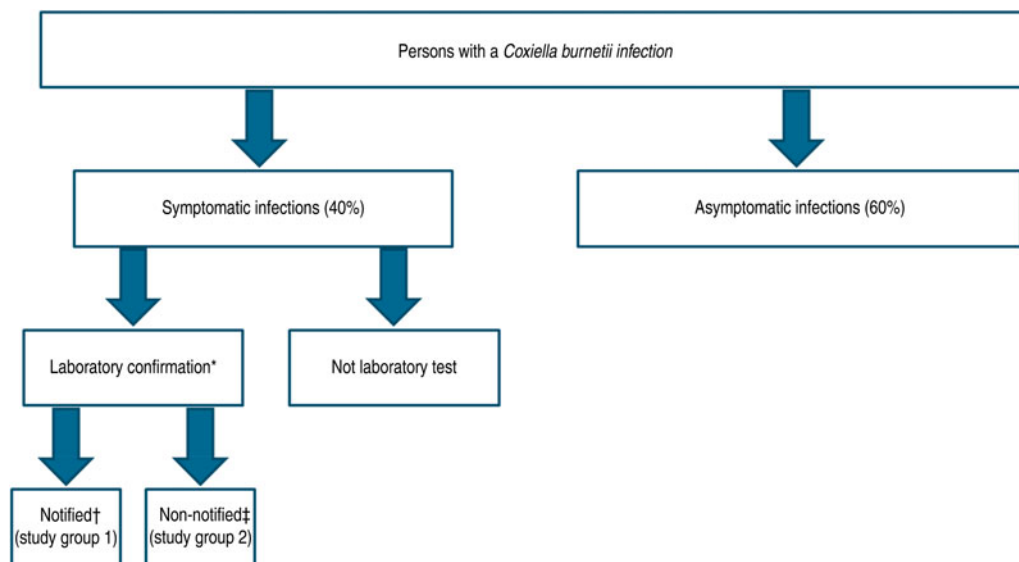 Persons with a Coxiella burnetii infection
Symptomatic infections (40%)
Asymptomatic infections (60%)
Laboratory confirmation*
Not laboratory test
Notified†
(study group 1)
Non-notified‡
(study group 2)